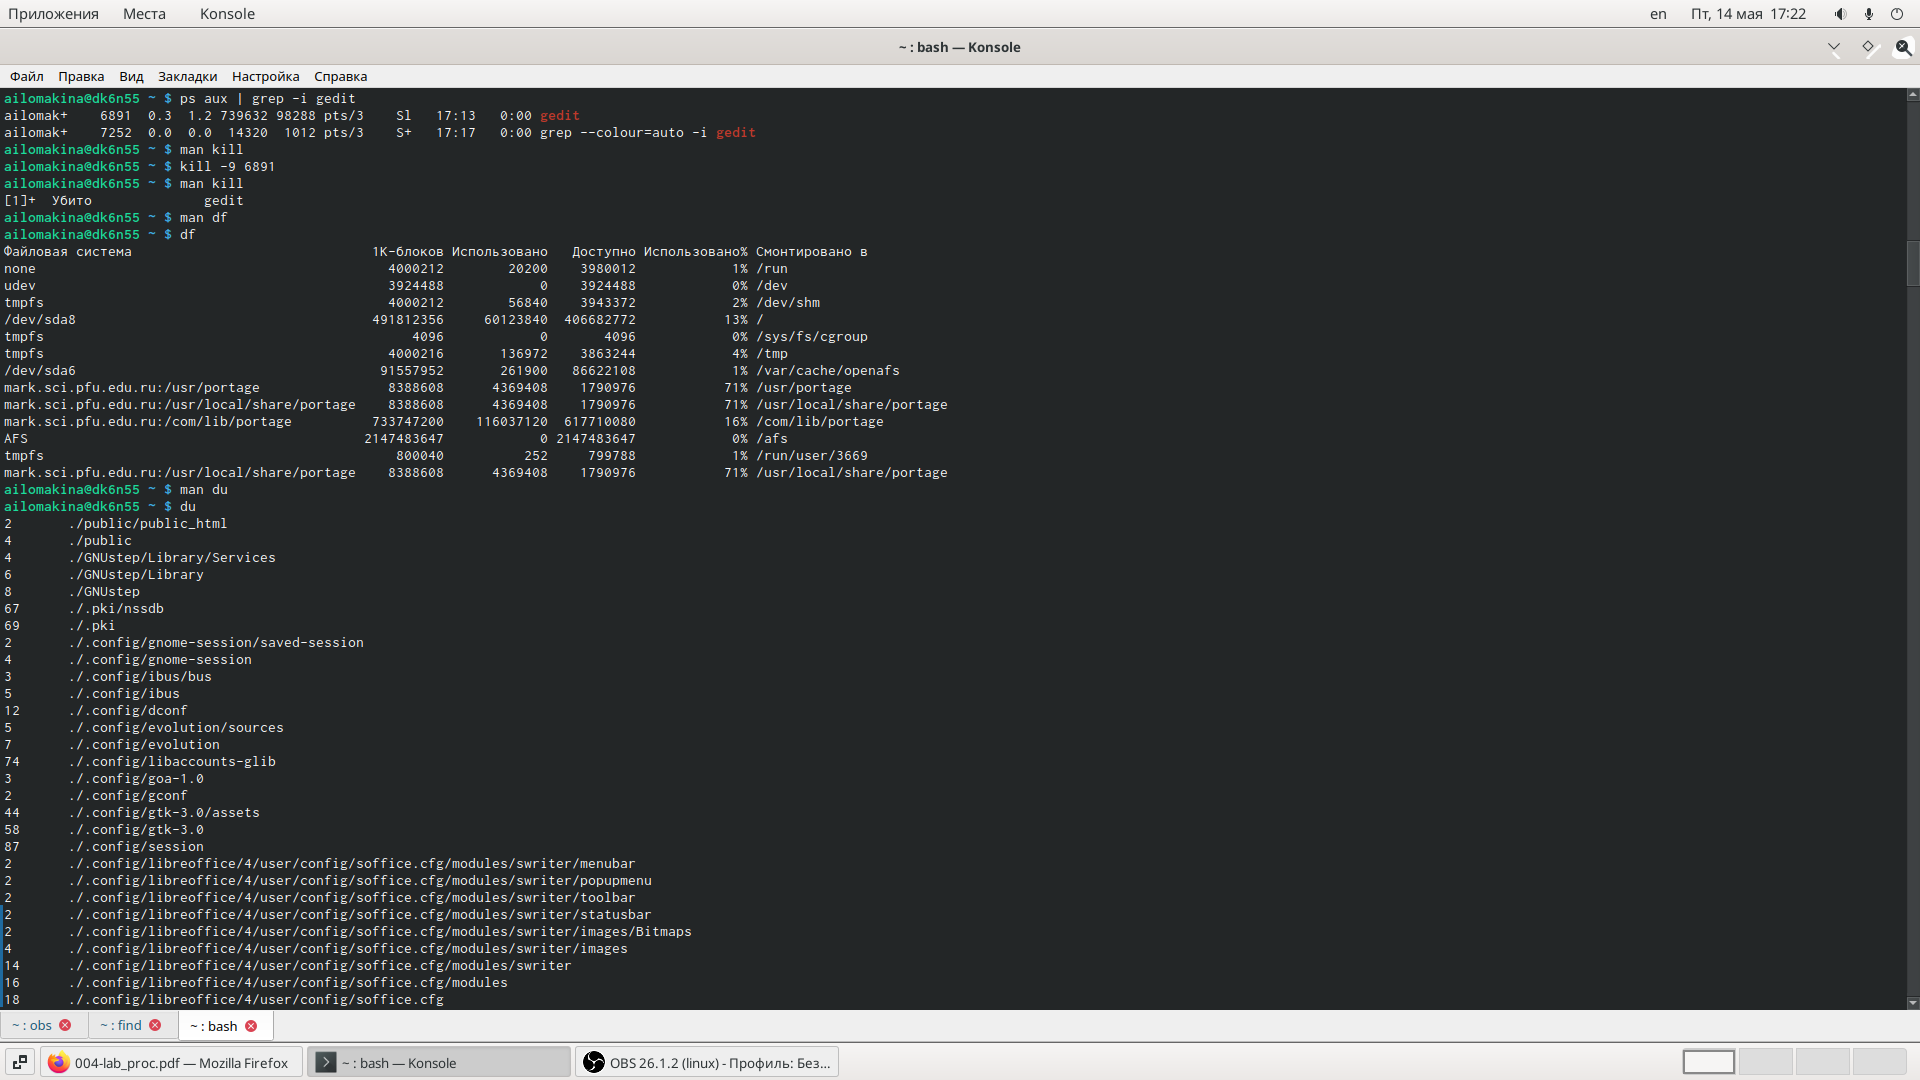 Приложения Места Konsole en Пт, 14 мая 17:22
~ : bash — Konsole
Файл Правка Вид Закладки Настройка Справка
ailomakina@dk6n55 ~ $ ps aux | grep -i gedit
ailomak+ 6891 0.3 1.2 739632 98288 pts/3 Sl 17:13 0:00 gedit
ailomak+ 7252 0.0 0.0 14320 1012 pts/3 S+ 17:17 0:00 grep --colour=auto -i gedit
ailomakina@dk6n55 ~ $ man kill
ailomakina@dk6n55 ~ $ kill -9 6891
ailomakina@dk6n55 ~ $ man kill
[1]+ Убито gedit
ailomakina@dk6n55 ~ $ man df
ailomakina@dk6n55 ~ $ df
Файловая система 1K-блоков Использовано Доступно Использовано% Cмонтировано в
none 4000212 20200 3980012 1% /run
udev 3924488 0 3924488 0% /dev
tmpfs 4000212 56840 3943372 2% /dev/shm
/dev/sda8 491812356 60123840 406682772 13% /
tmpfs 4096 0 4096 0% /sys/fs/cgroup
tmpfs 4000216 136972 3863244 4% /tmp
/dev/sda6 91557952 261900 86622108 1% /var/cache/openafs
mark.sci.pfu.edu.ru:/usr/portage 8388608 4369408 1790976 71% /usr/portage
mark.sci.pfu.edu.ru:/usr/local/share/portage 8388608 4369408 1790976 71% /usr/local/share/portage
mark.sci.pfu.edu.ru:/com/lib/portage 733747200 116037120 617710080 16% /com/lib/portage
AFS 2147483647 0 2147483647 0% /afs
tmpfs 800040 252 799788 1% /run/user/3669
mark.sci.pfu.edu.ru:/usr/local/share/portage 8388608 4369408 1790976 71% /usr/local/share/portage
ailomakina@dk6n55 ~ $ man du
ailomakina@dk6n55 ~ $ du
2 ./public/public_html
4 ./public
4 ./GNUstep/Library/Services
6 ./GNUstep/Library
8 ./GNUstep
67 ./.pki/nssdb
69 ./.pki
2 ./.config/gnome-session/saved-session
4 ./.config/gnome-session
3 ./.config/ibus/bus
5 ./.config/ibus
12 ./.config/dconf
5 ./.config/evolution/sources
7 ./.config/evolution
74 ./.config/libaccounts-glib
3 ./.config/goa-1.0
2 ./.config/gconf
44 ./.config/gtk-3.0/assets
58 ./.config/gtk-3.0
87 ./.config/session
2 ./.config/libreoffice/4/user/config/soffice.cfg/modules/swriter/menubar
2 ./.config/libreoffice/4/user/config/soffice.cfg/modules/swriter/popupmenu
2 ./.config/libreoffice/4/user/config/soffice.cfg/modules/swriter/toolbar
2 ./.config/libreoffice/4/user/config/soffice.cfg/modules/swriter/statusbar
2 ./.config/libreoffice/4/user/config/soffice.cfg/modules/swriter/images/Bitmaps
4 ./.config/libreoffice/4/user/config/soffice.cfg/modules/swriter/images
14 ./.config/libreoffice/4/user/config/soffice.cfg/modules/swriter
16 ./.config/libreoffice/4/user/config/soffice.cfg/modules
18 ./.config/libreoffice/4/user/config/soffice.cfg
~ : obs ~ : find ~ : bash
004-lab_proc.pdf — Mozilla Firefox ~ : bash — Konsole OBS 26.1.2 (linux) - Профиль: Без...